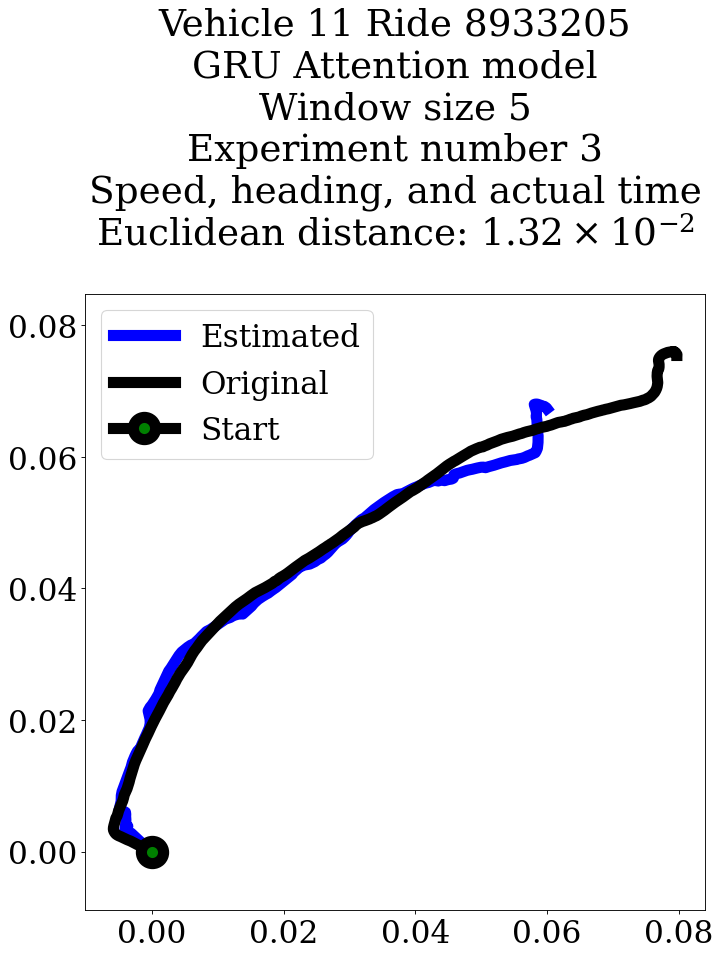 Vehicle 11 Ride 8933205
GRU Attention model
Window size 5
Experiment number 3
Speed, heading, and actual time
Euclidean distance: 1.32 × 10⁻²
Estimated
Original
Start
0.08
0.06
0.04
0.02
0.00
0.00 0.02 0.04 0.06 0.08